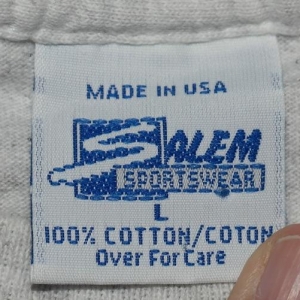 MADE IN USA
SALEM
SPORTSWEAR
L
100% COTTON/COTON
Over For Care